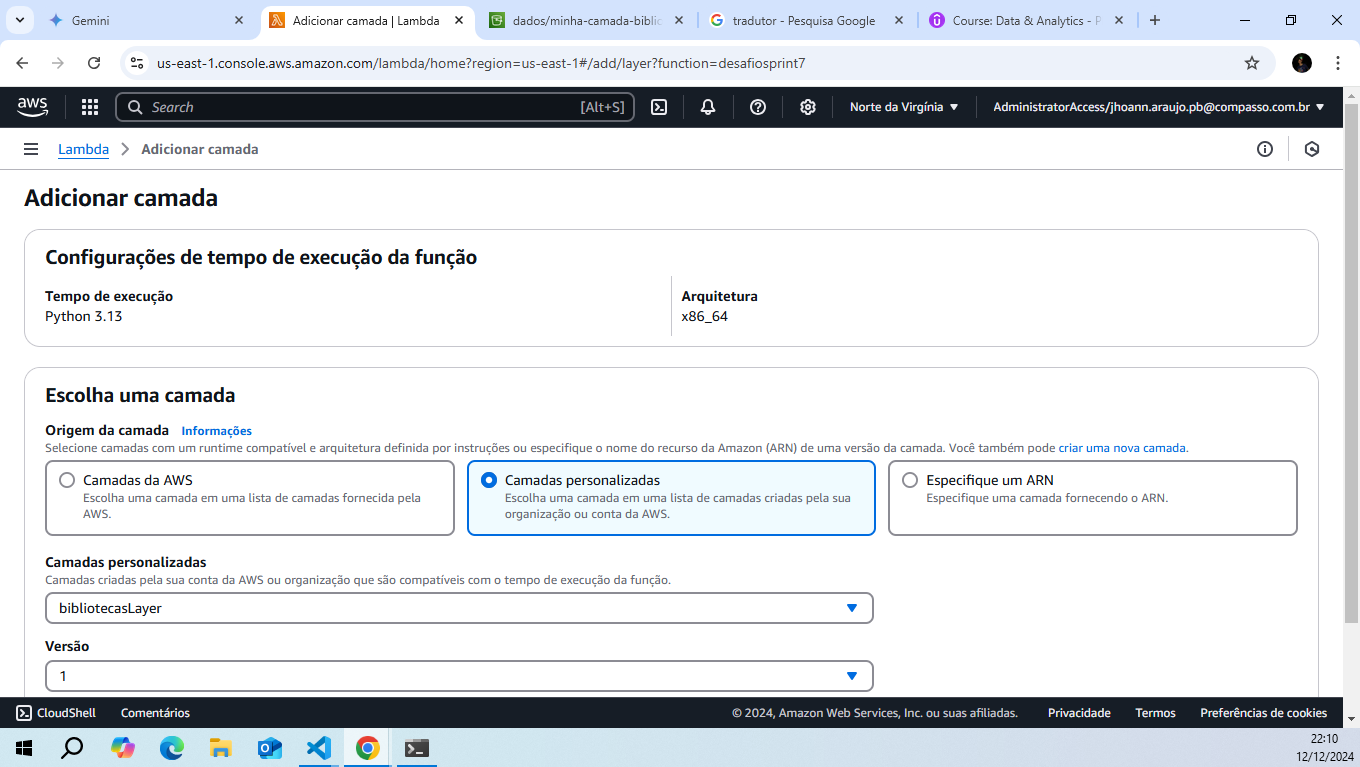 Gemini
Adicionar camada | Lambda
dados/minha-camada-biblic
tradutor - Pesquisa Google
Course: Data & Analytics - P
us-east-1.console.aws.amazon.com/lambda/home?region=us-east-1#/add/layer?function=desafiosprint7
aws
Search
[Alt+S]
Norte da Virgínia
AdministratorAccess/jhoann.araujo.pb@compasso.com.br
Lambda
Adicionar camada
Adicionar camada
Configurações de tempo de execução da função
Tempo de execução
Python 3.13
Arquitetura
x86_64
Escolha uma camada
Origem da camada Informações
Selecione camadas com um runtime compatível e arquitetura definida por instruções ou especifique o nome do recurso da Amazon (ARN) de uma versão da camada. Você também pode criar uma nova camada.
Camadas da AWS
Escolha uma camada em uma lista de camadas fornecida pela
AWS.
Camadas personalizadas
Escolha uma camada em uma lista de camadas criadas pela sua
organização ou conta da AWS.
Especifique um ARN
Especifique uma camada fornecendo o ARN.
Camadas personalizadas
Camadas criadas pela sua conta da AWS ou organização que são compatíveis com o tempo de execução da função.
bibliotecasLayer
Versão
1
CloudShell
Comentários
© 2024, Amazon Web Services, Inc. ou suas afiliadas.
Privacidade
Termos
Preferências de cookies
22:10
12/12/2024